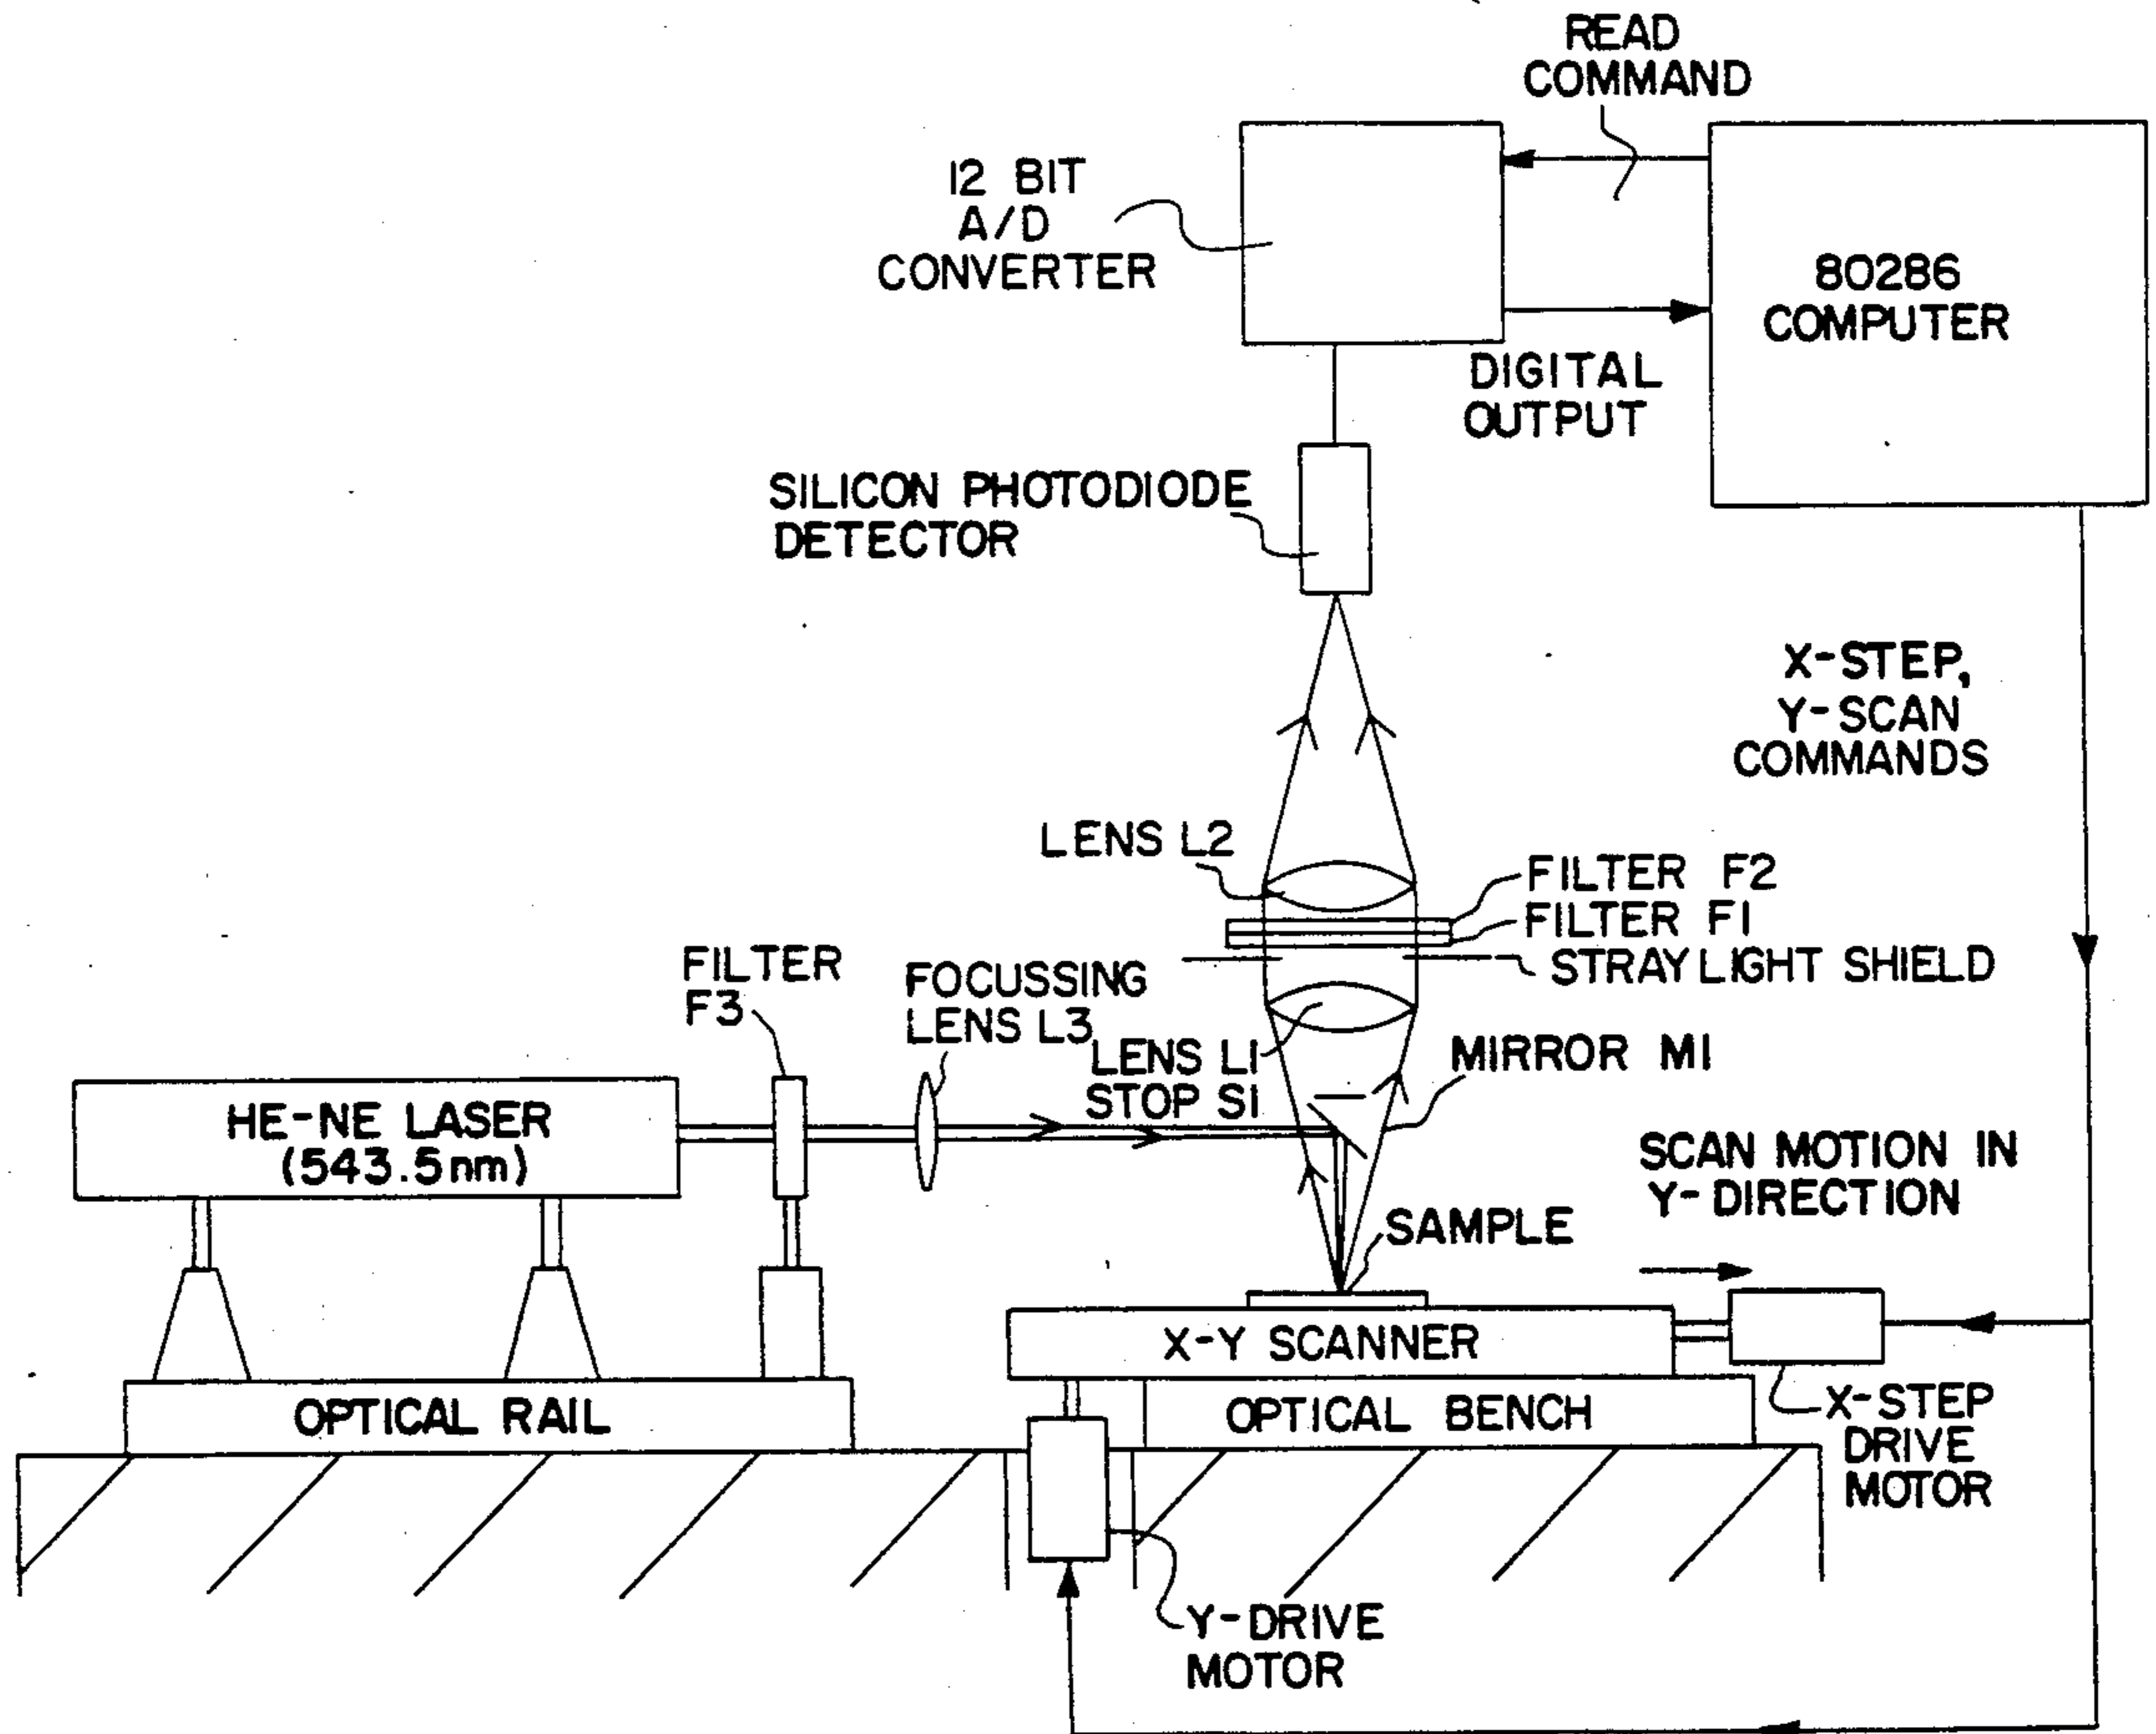 READ
COMMAND
12 BIT
A/D
CONVERTER
80286
COMPUTER
DIGITAL
OUTPUT
SILICON PHOTODIODE
DETECTOR
X-STEP,
Y-SCAN
COMMANDS
LENS L2
FILTER F2
FILTER F1
STRAY LIGHT SHIELD
FILTER
F3
FOCUSSING
LENS L3
LENS L1
STOP S1
MIRROR M1
HE-NE LASER
(543.5nm)
SCAN MOTION IN
Y-DIRECTION
SAMPLE
X-Y SCANNER
OPTICAL RAIL
OPTICAL BENCH
X-STEP
DRIVE
MOTOR
Y-DRIVE
MOTOR